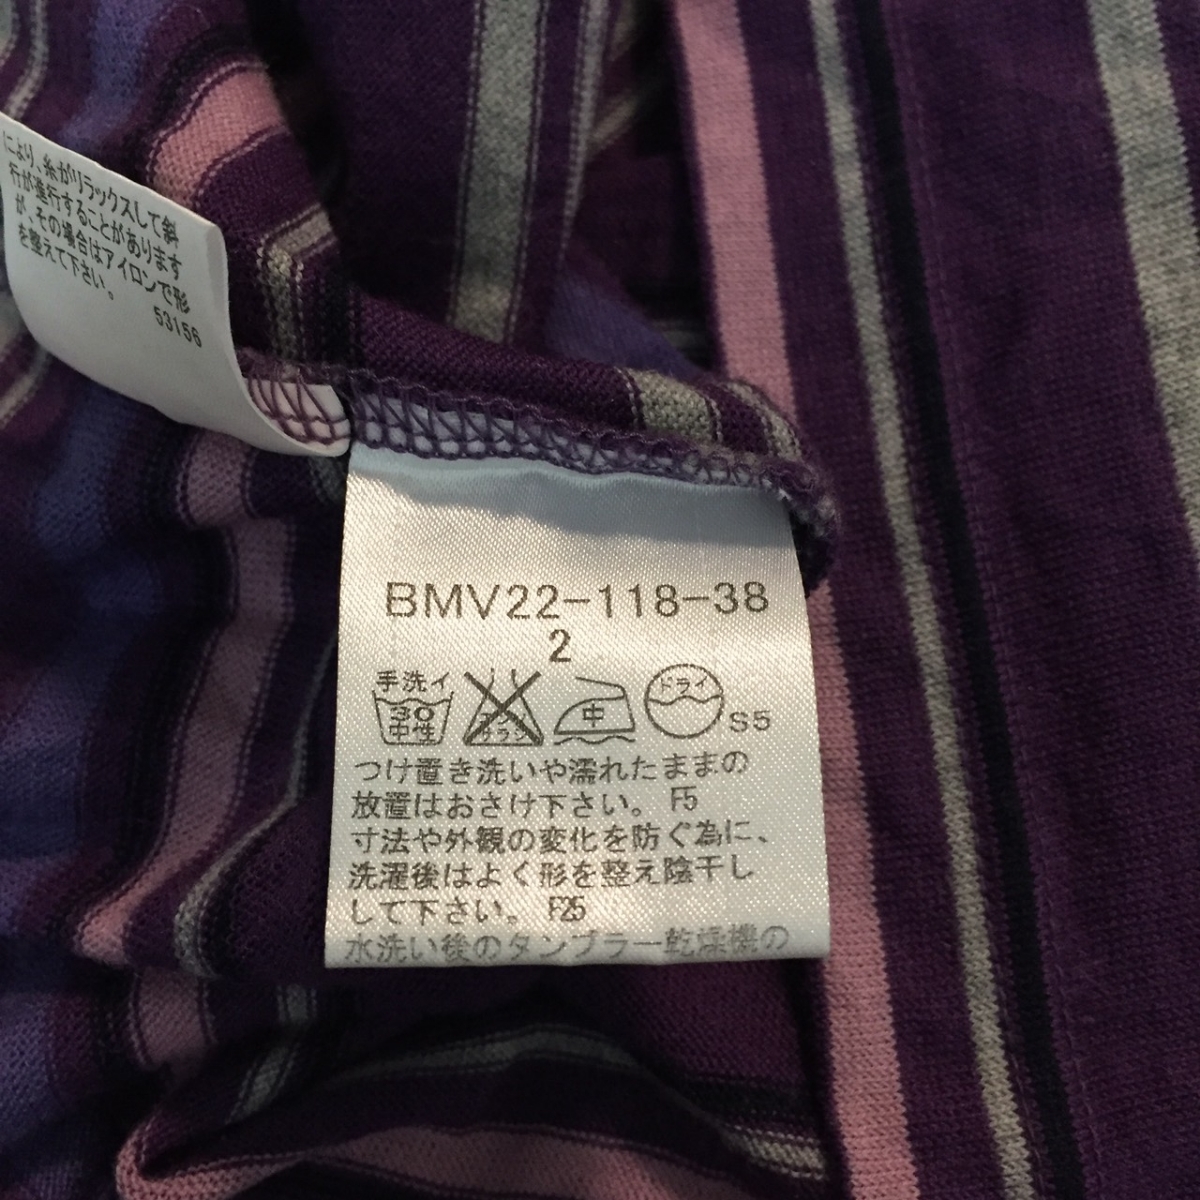 により、糸がリラックスして斜
行が進行することがあります
が、その場合はアイロンで形
を整えて下さい。
53156
BMV22-118-38
2
手洗イ
30
中性
エンソ
サラシ
中
ドライ
S5
つけ置き洗いや濡れたままの
放置はおさけ下さい。 F5
寸法や外観の変化を防ぐ為に、
洗濯後はよく形を整え陰干し
して下さい。 F25
水洗い後のタンブラー乾燥機の